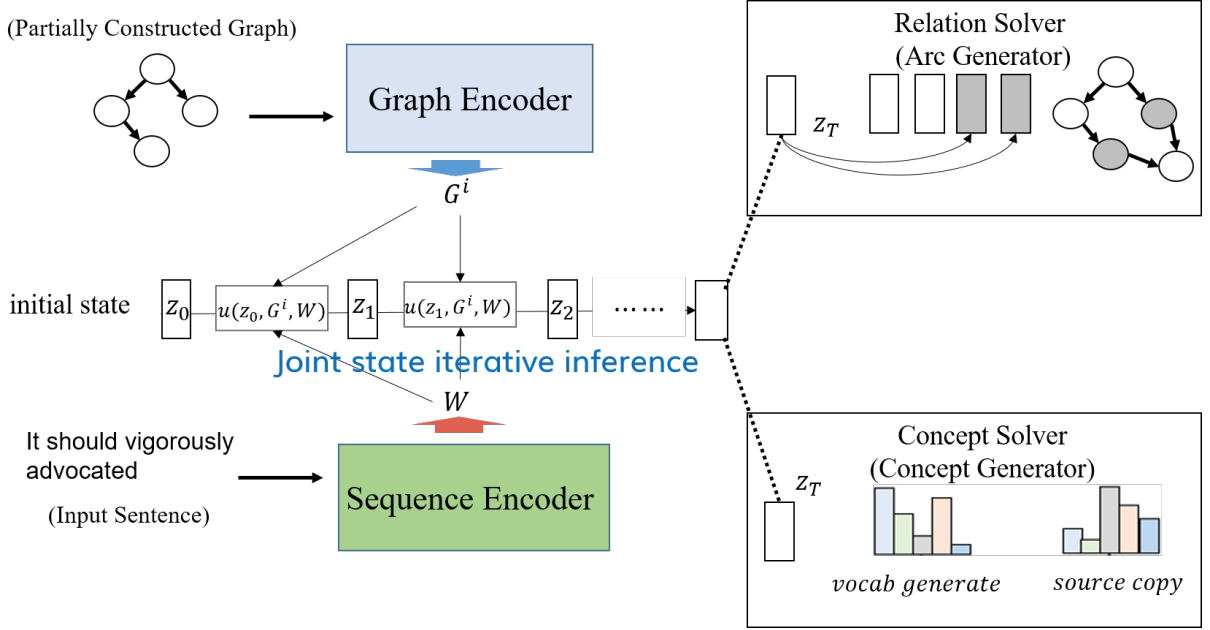 (Partially Constructed Graph)
Graph Encoder
G^i
initial state
z_0
u(z_0, G^i, W)
z_1
u(z_1, G^i, W)
z_2
... ...
Joint state iterative inference
W
It should vigorously
advocated
(Input Sentence)
Sequence Encoder
Relation Solver
(Arc Generator)
z_T
Concept Solver
(Concept Generator)
z_T
vocab generate
source copy